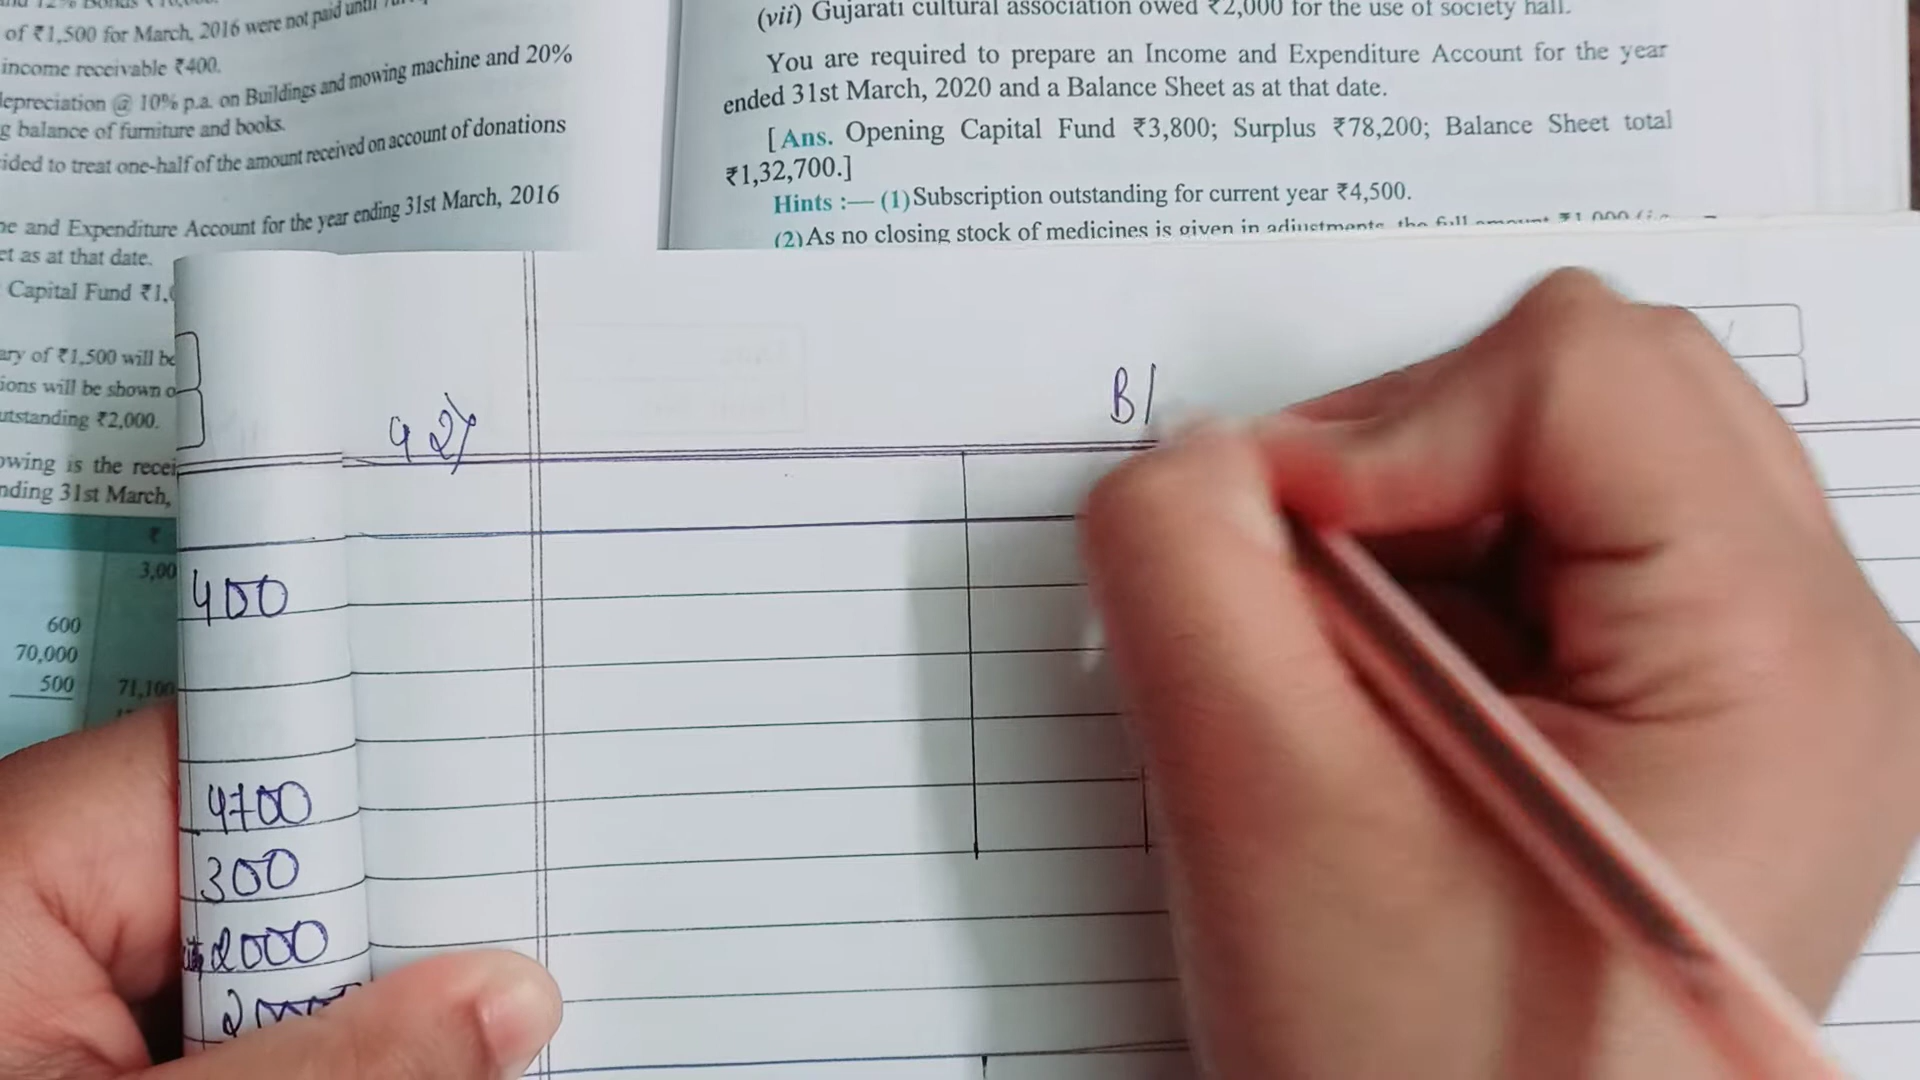 of ₹1,500 for March, 2016 were not paid until
income receivable ₹400.
depreciation @ 10% p.a. on Buildings and mowing machine and 20%
g balance of furniture and books.
ided to treat one-half of the amount received on account of donations
ne and Expenditure Account for the year ending 31st March, 2016
et as at that date.
Capital Fund ₹1,
ary of ₹1,500 will be
ions will be shown o
utstanding ₹2,000.
owing is the recei
nding 31st March,
₹
3,00
600
70,000
500 71,100
(vii) Gujarati cultural association owed ₹2,000 for the use of society hall.
You are required to prepare an Income and Expenditure Account for the year
ended 31st March, 2020 and a Balance Sheet as at that date.
[Ans. Opening Capital Fund ₹3,800; Surplus ₹78,200; Balance Sheet total
₹1,32,700.]
Hints :— (1) Subscription outstanding for current year ₹4,500.
(2) As no closing stock of medicines is given in adjustments, the full amount ₹1,000
B/
400
4700
300
2000